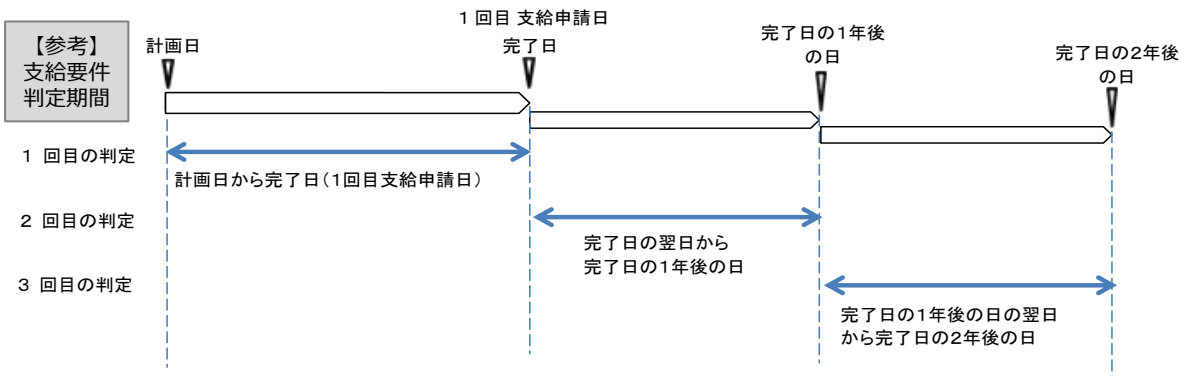 【参考】
支給要件
判定期間
計画日
1回目 支給申請日
完了日
完了日の1年後
の日
完了日の2年後
の日
1 回目の判定
計画日から完了日(1回目支給申請日)
2 回目の判定
完了日の翌日から
完了日の1年後の日
3 回目の判定
完了日の1年後の日の翌日
から完了日の2年後の日